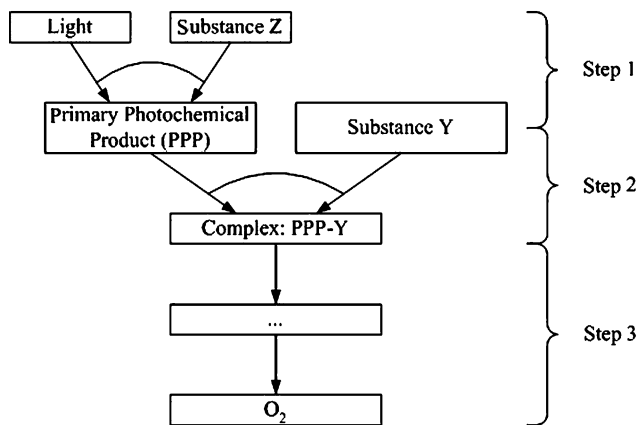 Light
Substance Z
Step 1
Primary Photochemical
Product (PPP)
Substance Y
Step 2
Complex: PPP-Y
...
Step 3
O₂